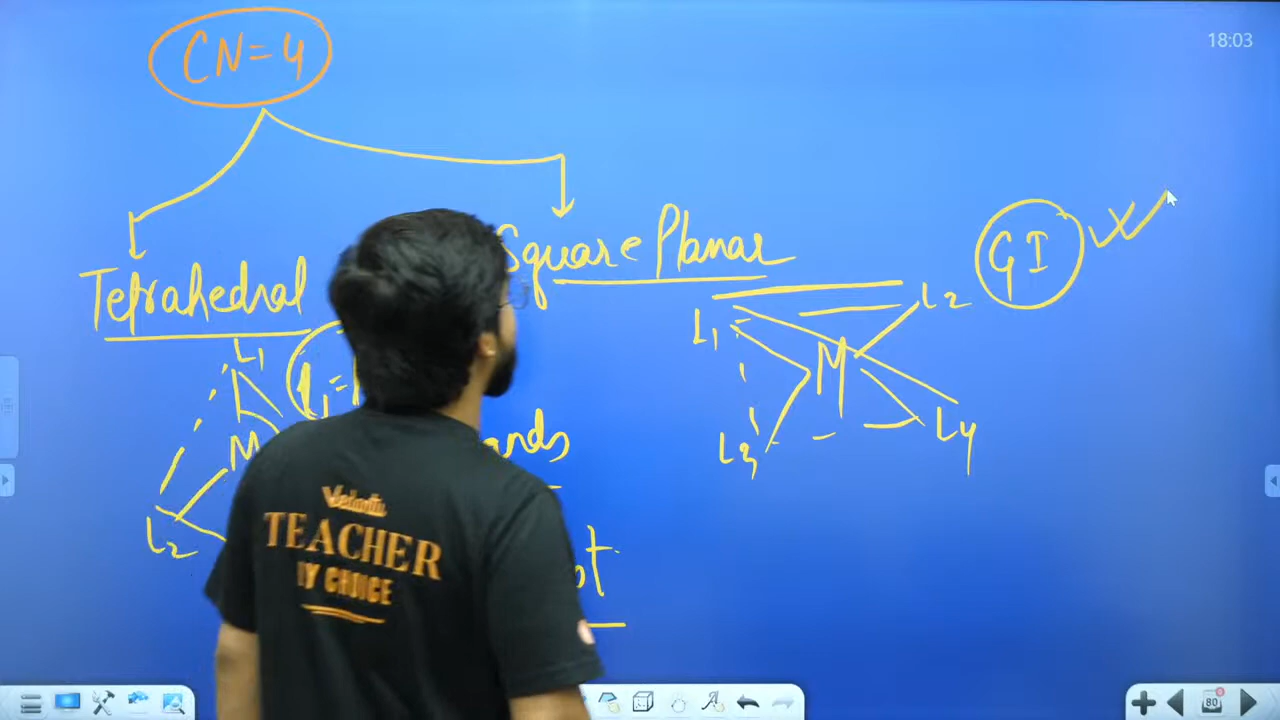 18:03
CN=4
Square Planar
GI
Tetrahedral
L2
L1
M
L1
M
L3
L4
L2
Vedantu
TEACHER
BY CHOICE
80